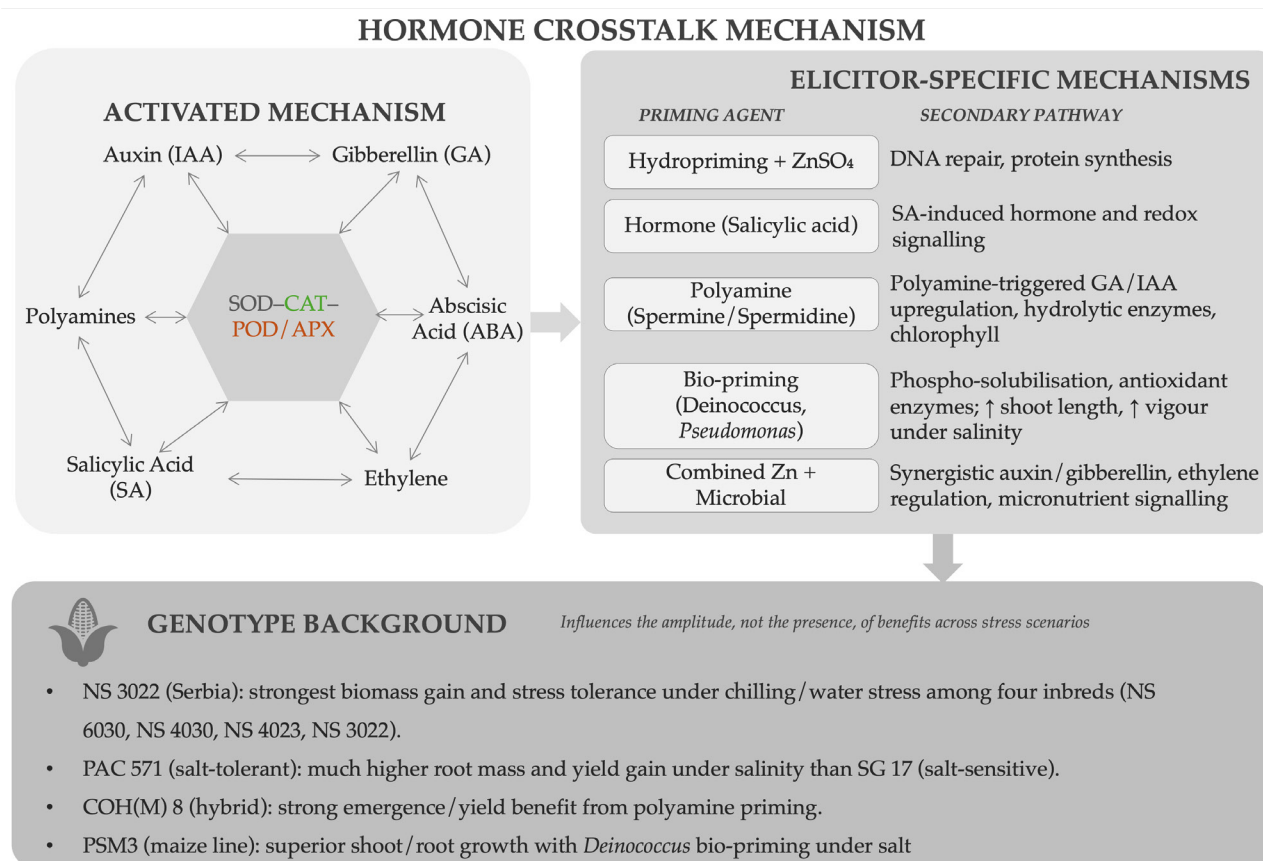 HORMONE CROSSTALK MECHANISM
ACTIVATED MECHANISM
Auxin (IAA)
Gibberellin (GA)
Polyamines
SOD–CAT–
POD/APX
Abscisic
Acid (ABA)
Salicylic Acid
(SA)
Ethylene
ELICITOR-SPECIFIC MECHANISMS
PRIMING AGENT
SECONDARY PATHWAY
Hydropriming + ZnSO₄
DNA repair, protein synthesis
Hormone (Salicylic acid)
SA-induced hormone and redox
signalling
Polyamine
(Spermine/Spermidine)
Polyamine-triggered GA/IAA
upregulation, hydrolytic enzymes,
chlorophyll
Bio-priming
(Deinococcus,
Pseudomonas)
Phospho-solubilisation, antioxidant
enzymes; ↑ shoot length, ↑ vigour
under salinity
Combined Zn +
Microbial
Synergistic auxin/gibberellin, ethylene
regulation, micronutrient signalling
GENOTYPE BACKGROUND
Influences the amplitude, not the presence, of benefits across stress scenarios
• NS 3022 (Serbia): strongest biomass gain and stress tolerance under chilling/water stress among four inbreds (NS
6030, NS 4030, NS 4023, NS 3022).
• PAC 571 (salt-tolerant): much higher root mass and yield gain under salinity than SG 17 (salt-sensitive).
• COH(M) 8 (hybrid): strong emergence/yield benefit from polyamine priming.
• PSM3 (maize line): superior shoot/root growth with Deinococcus bio-priming under salt